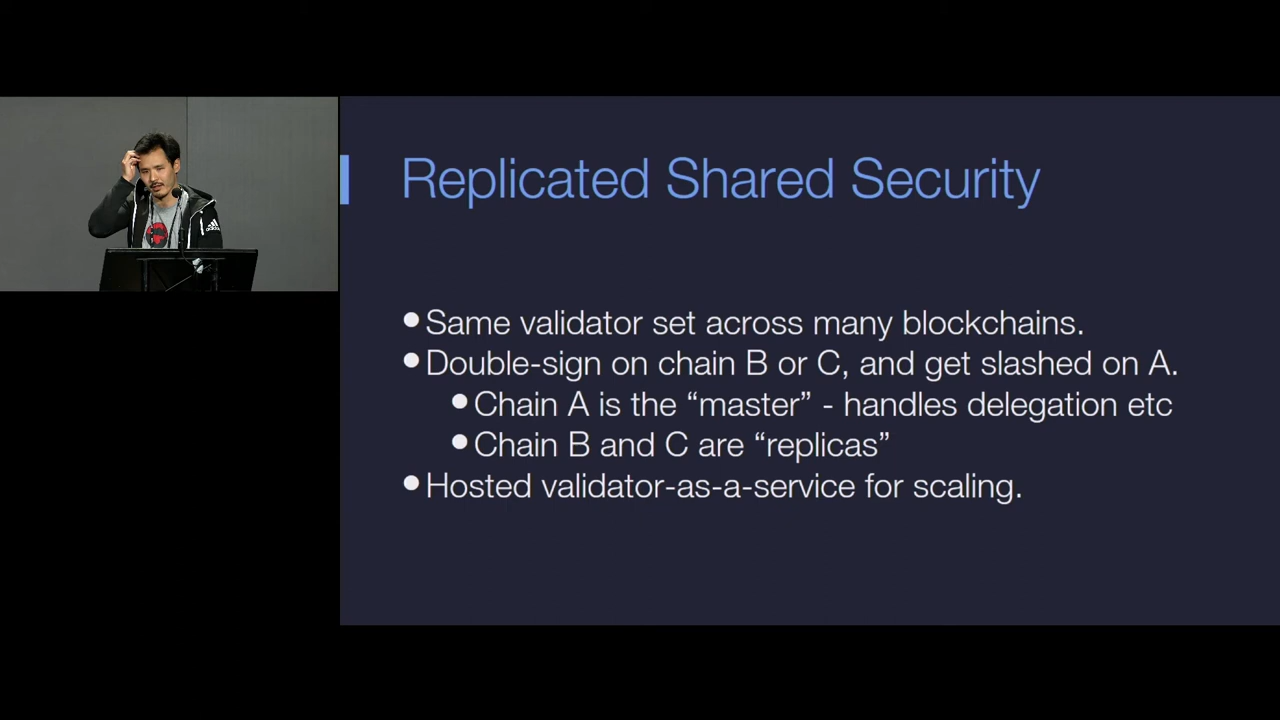 Replicated Shared Security
• Same validator set across many blockchains.
• Double-sign on chain B or C, and get slashed on A.
• Chain A is the “master” - handles delegation etc
• Chain B and C are “replicas”
• Hosted validator-as-a-service for scaling.
adidas